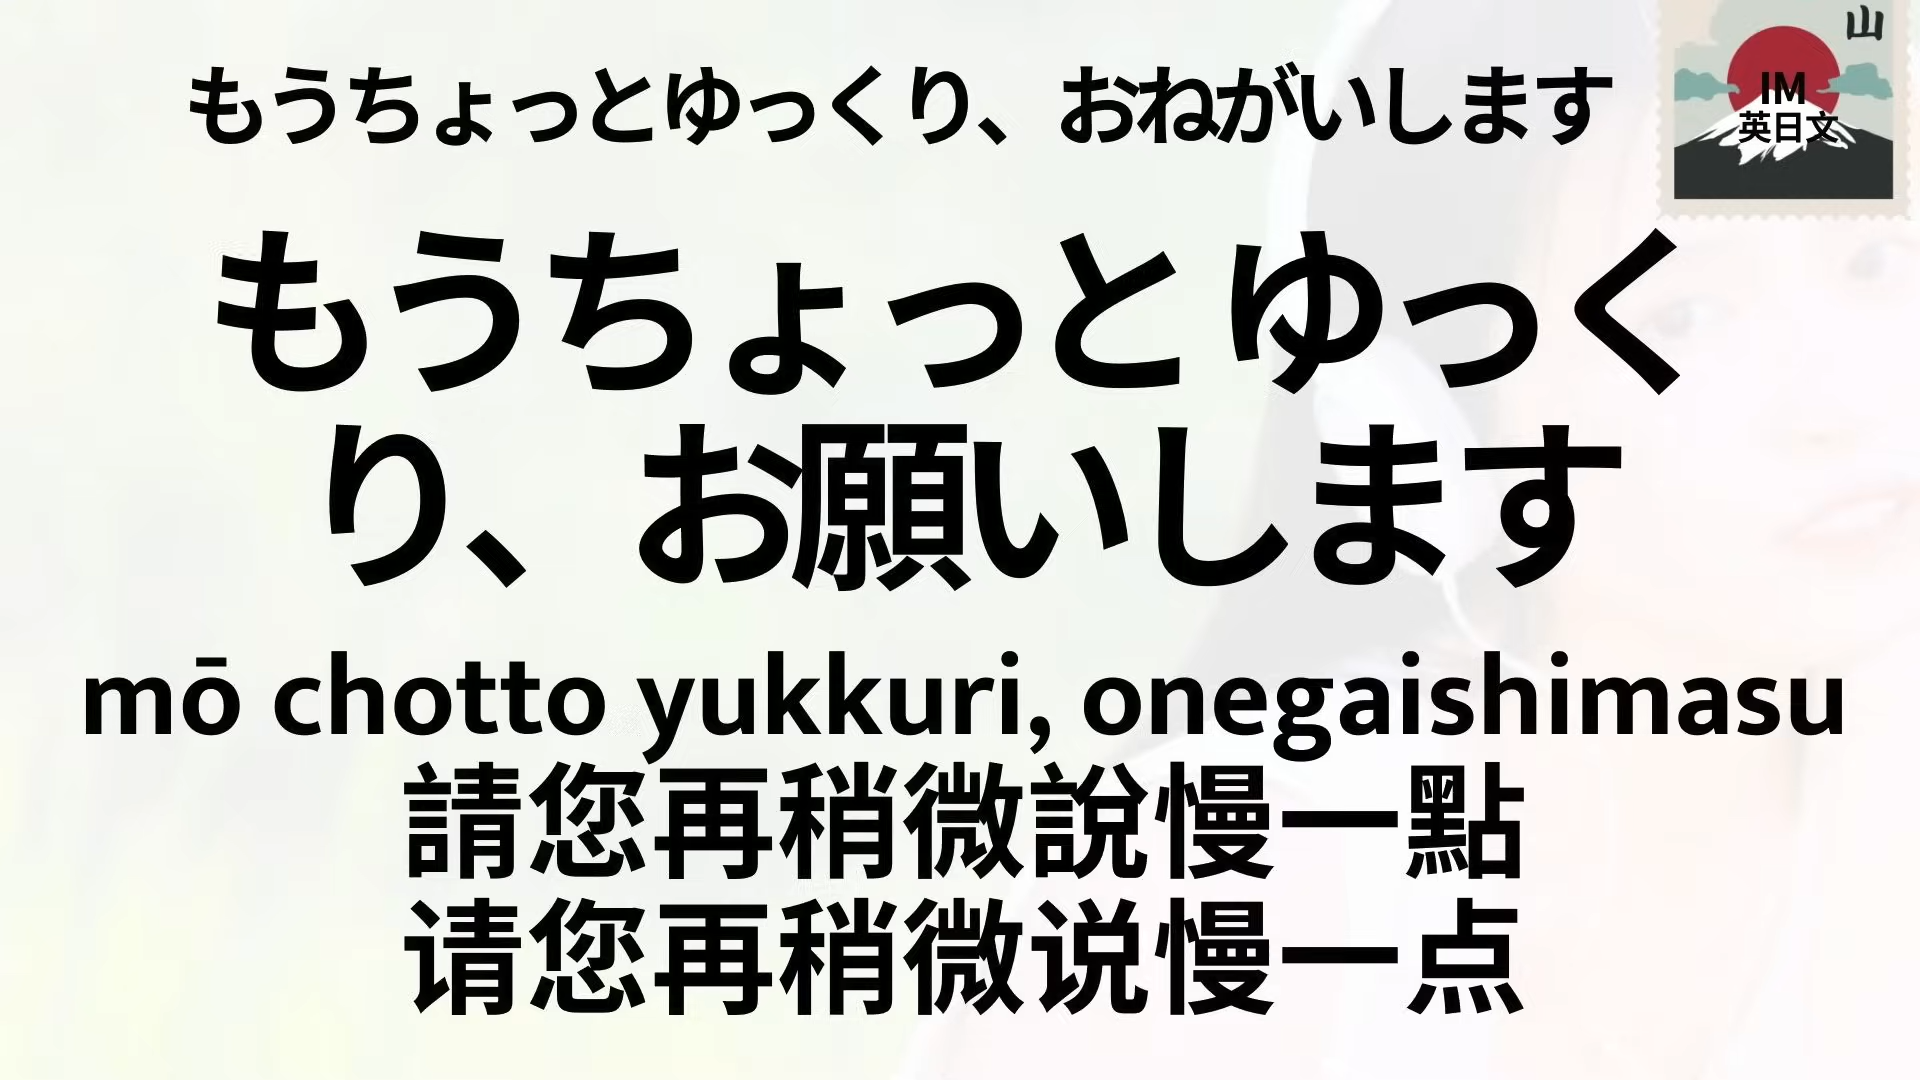 山
IM
英日文
もうちょっとゆっくり、おねがいします
もうちょっとゆっく
り、お願いします
mō chotto yukkuri, onegaishimasu
請您再稍微說慢一點
请您再稍微说慢一点